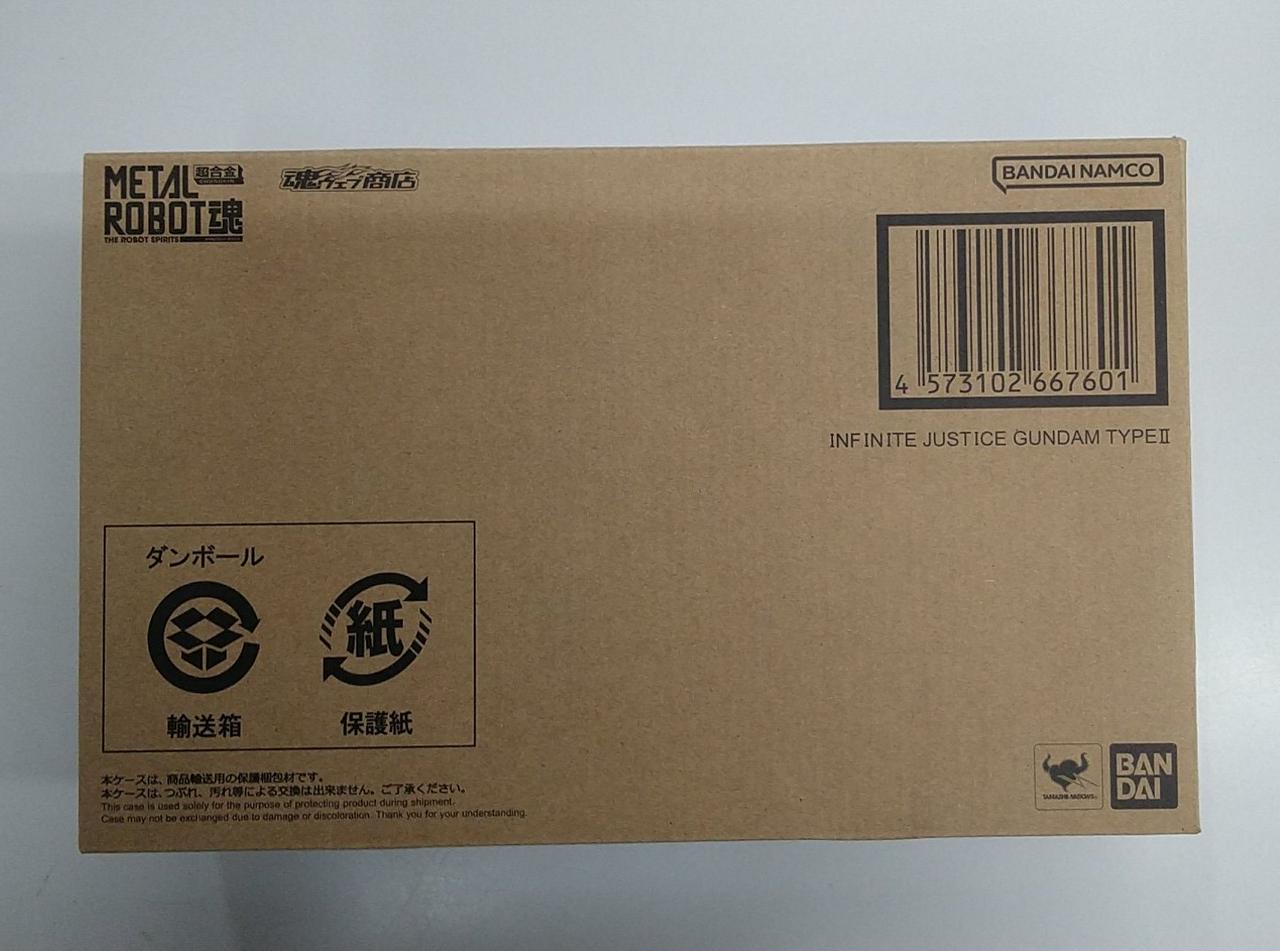 METAL 超合金
CHOGOKIN
ROBOT魂
THE ROBOT SPIRITS
魂ウェブ商店
BANDAI NAMCO
4 573102 667601
INFINITE JUSTICE GUNDAM TYPEⅡ
ダンボール
紙
輸送箱
保護紙
本ケースは、商品輸送用の保護梱包材です。
本ケースは、つぶれ、汚れ等による交換は出来ません。ご了承ください。
This case is used solely for the purpose of protecting product during shipment.
Case may not be exchanged due to damage or discoloration. Thank you for your understanding.
TAMASHII NATIONS
BAN
DAI